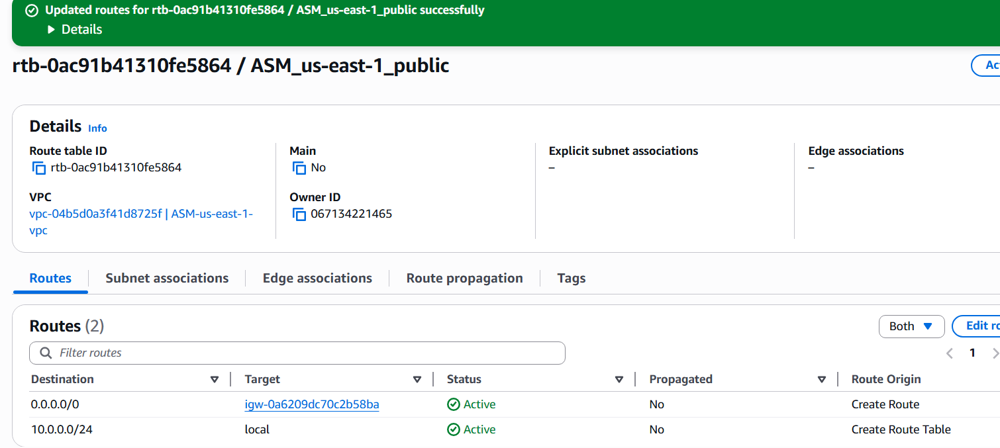 Updated routes for rtb-0ac91b41310fe5864 / ASM_us-east-1_public successfully
Details
rtb-0ac91b41310fe5864 / ASM_us-east-1_public
Ac
Details Info
Route table ID
rtb-0ac91b41310fe5864
Main
No
Explicit subnet associations
–
Edge associations
–
VPC
vpc-04b5d0a3f41d8725f | ASM-us-east-1-
vpc
Owner ID
067134221465
Routes Subnet associations Edge associations Route propagation Tags
Routes (2)
Both
Edit ro
Filter routes
1
Destination Target Status Propagated Route Origin
0.0.0.0/0 igw-0a6209dc70c2b58ba Active No Create Route
10.0.0.0/24 local Active No Create Route Table